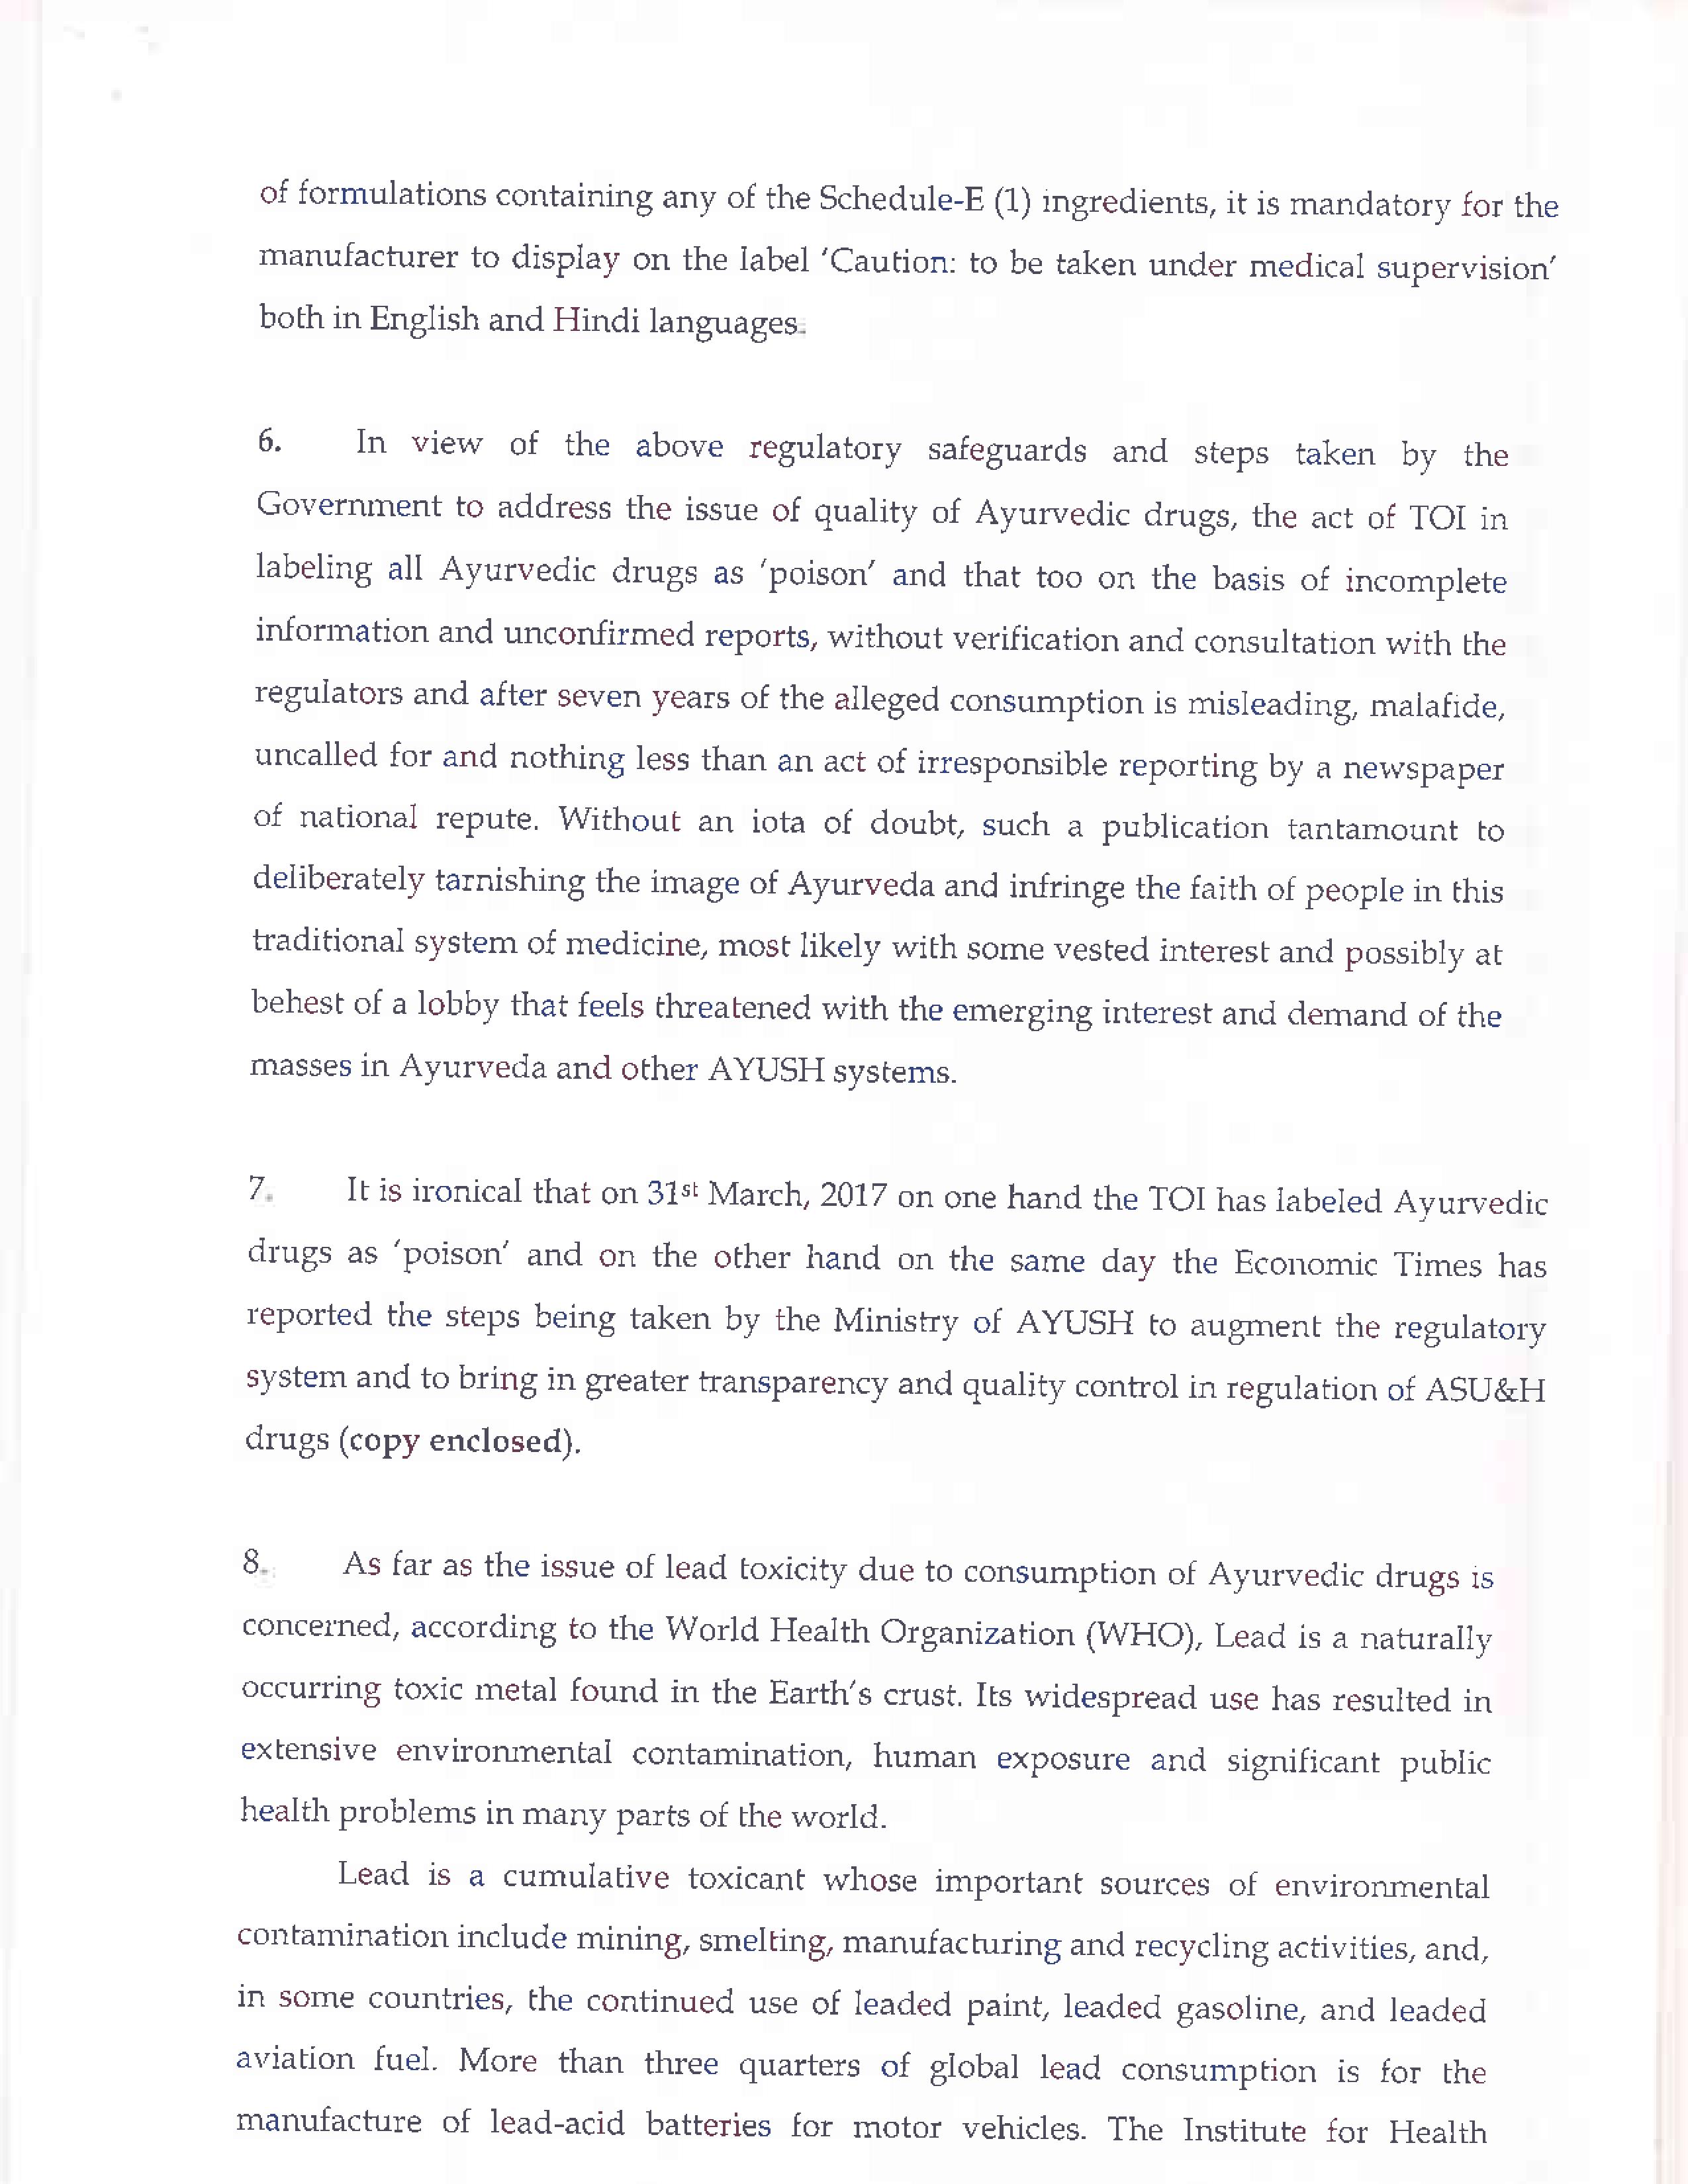 of formulations containing any of the Schedule-E (1) ingredients, it is mandatory for the
manufacturer to display on the label 'Caution: to be taken under medical supervision'
both in English and Hindi languages.
6. In view of the above regulatory safeguards and steps taken by the
Government to address the issue of quality of Ayurvedic drugs, the act of TOI in
labeling all Ayurvedic drugs as 'poison' and that too on the basis of incomplete
information and unconfirmed reports, without verification and consultation with the
regulators and after seven years of the alleged consumption is misleading, malafide,
uncalled for and nothing less than an act of irresponsible reporting by a newspaper
of national repute. Without an iota of doubt, such a publication tantamount to
deliberately tarnishing the image of Ayurveda and infringe the faith of people in this
traditional system of medicine, most likely with some vested interest and possibly at
behest of a lobby that feels threatened with the emerging interest and demand of the
masses in Ayurveda and other AYUSH systems.
7. It is ironical that on 31st March, 2017 on one hand the TOI has labeled Ayurvedic
drugs as 'poison' and on the other hand on the same day the Economic Times has
reported the steps being taken by the Ministry of AYUSH to augment the regulatory
system and to bring in greater transparency and quality control in regulation of ASU&H
drugs (copy enclosed).
8. As far as the issue of lead toxicity due to consumption of Ayurvedic drugs is
concerned, according to the World Health Organization (WHO), Lead is a naturally
occurring toxic metal found in the Earth's crust. Its widespread use has resulted in
extensive environmental contamination, human exposure and significant public
health problems in many parts of the world.
Lead is a cumulative toxicant whose important sources of environmental
contamination include mining, smelting, manufacturing and recycling activities, and,
in some countries, the continued use of leaded paint, leaded gasoline, and leaded
aviation fuel. More than three quarters of global lead consumption is for the
manufacture of lead-acid batteries for motor vehicles. The Institute for Health